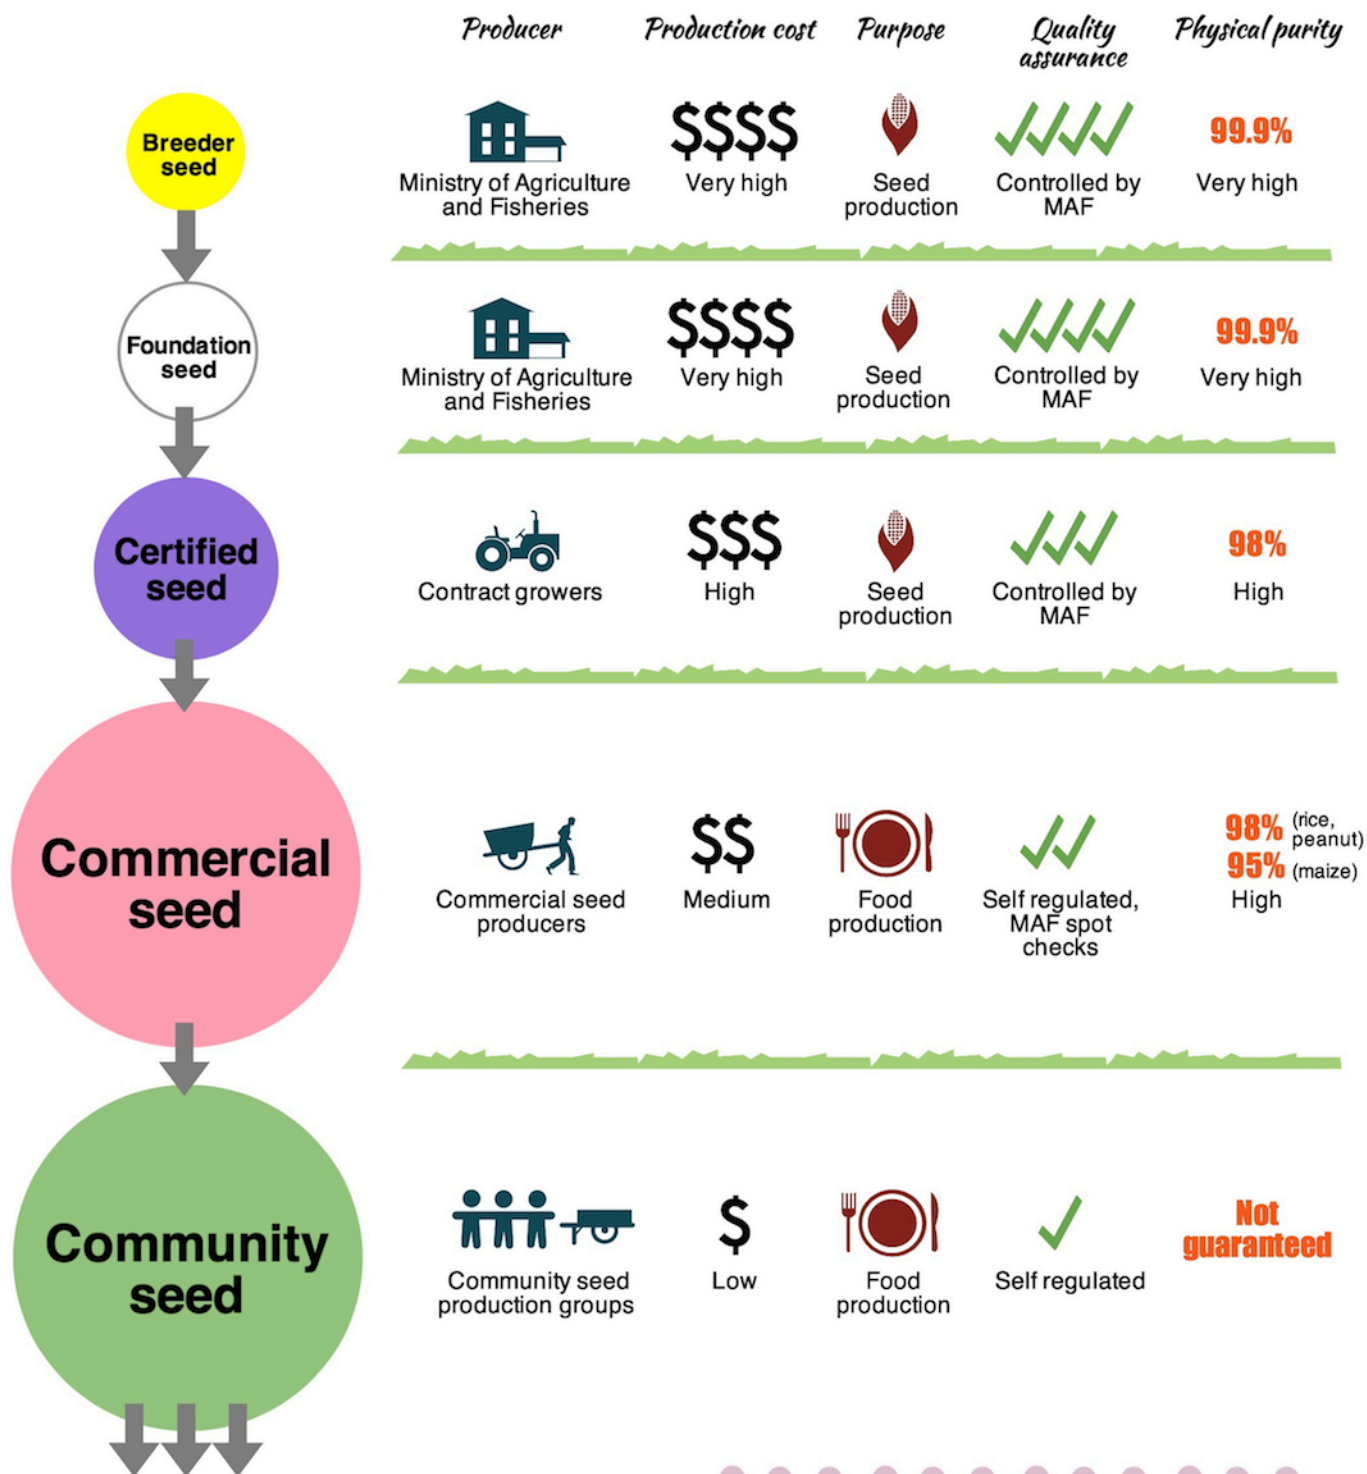 Producer
Production cost
Purpose
Quality
assurance
Physical purity
Breeder
seed
Ministry of Agriculture
and Fisheries
$$$$
Very high
Seed
production
Controlled by
MAF
99.9%
Very high
Foundation
seed
Ministry of Agriculture
and Fisheries
$$$$
Very high
Seed
production
Controlled by
MAF
99.9%
Very high
Certified
seed
Contract growers
$$$
High
Seed
production
Controlled by
MAF
98%
High
Commercial
seed
Commercial seed
producers
$$
Medium
Food
production
Self regulated,
MAF spot
checks
98% (rice,
peanut)
95% (maize)
High
Community
seed
Community seed
production groups
$
Low
Food
production
Self regulated
Not
guaranteed